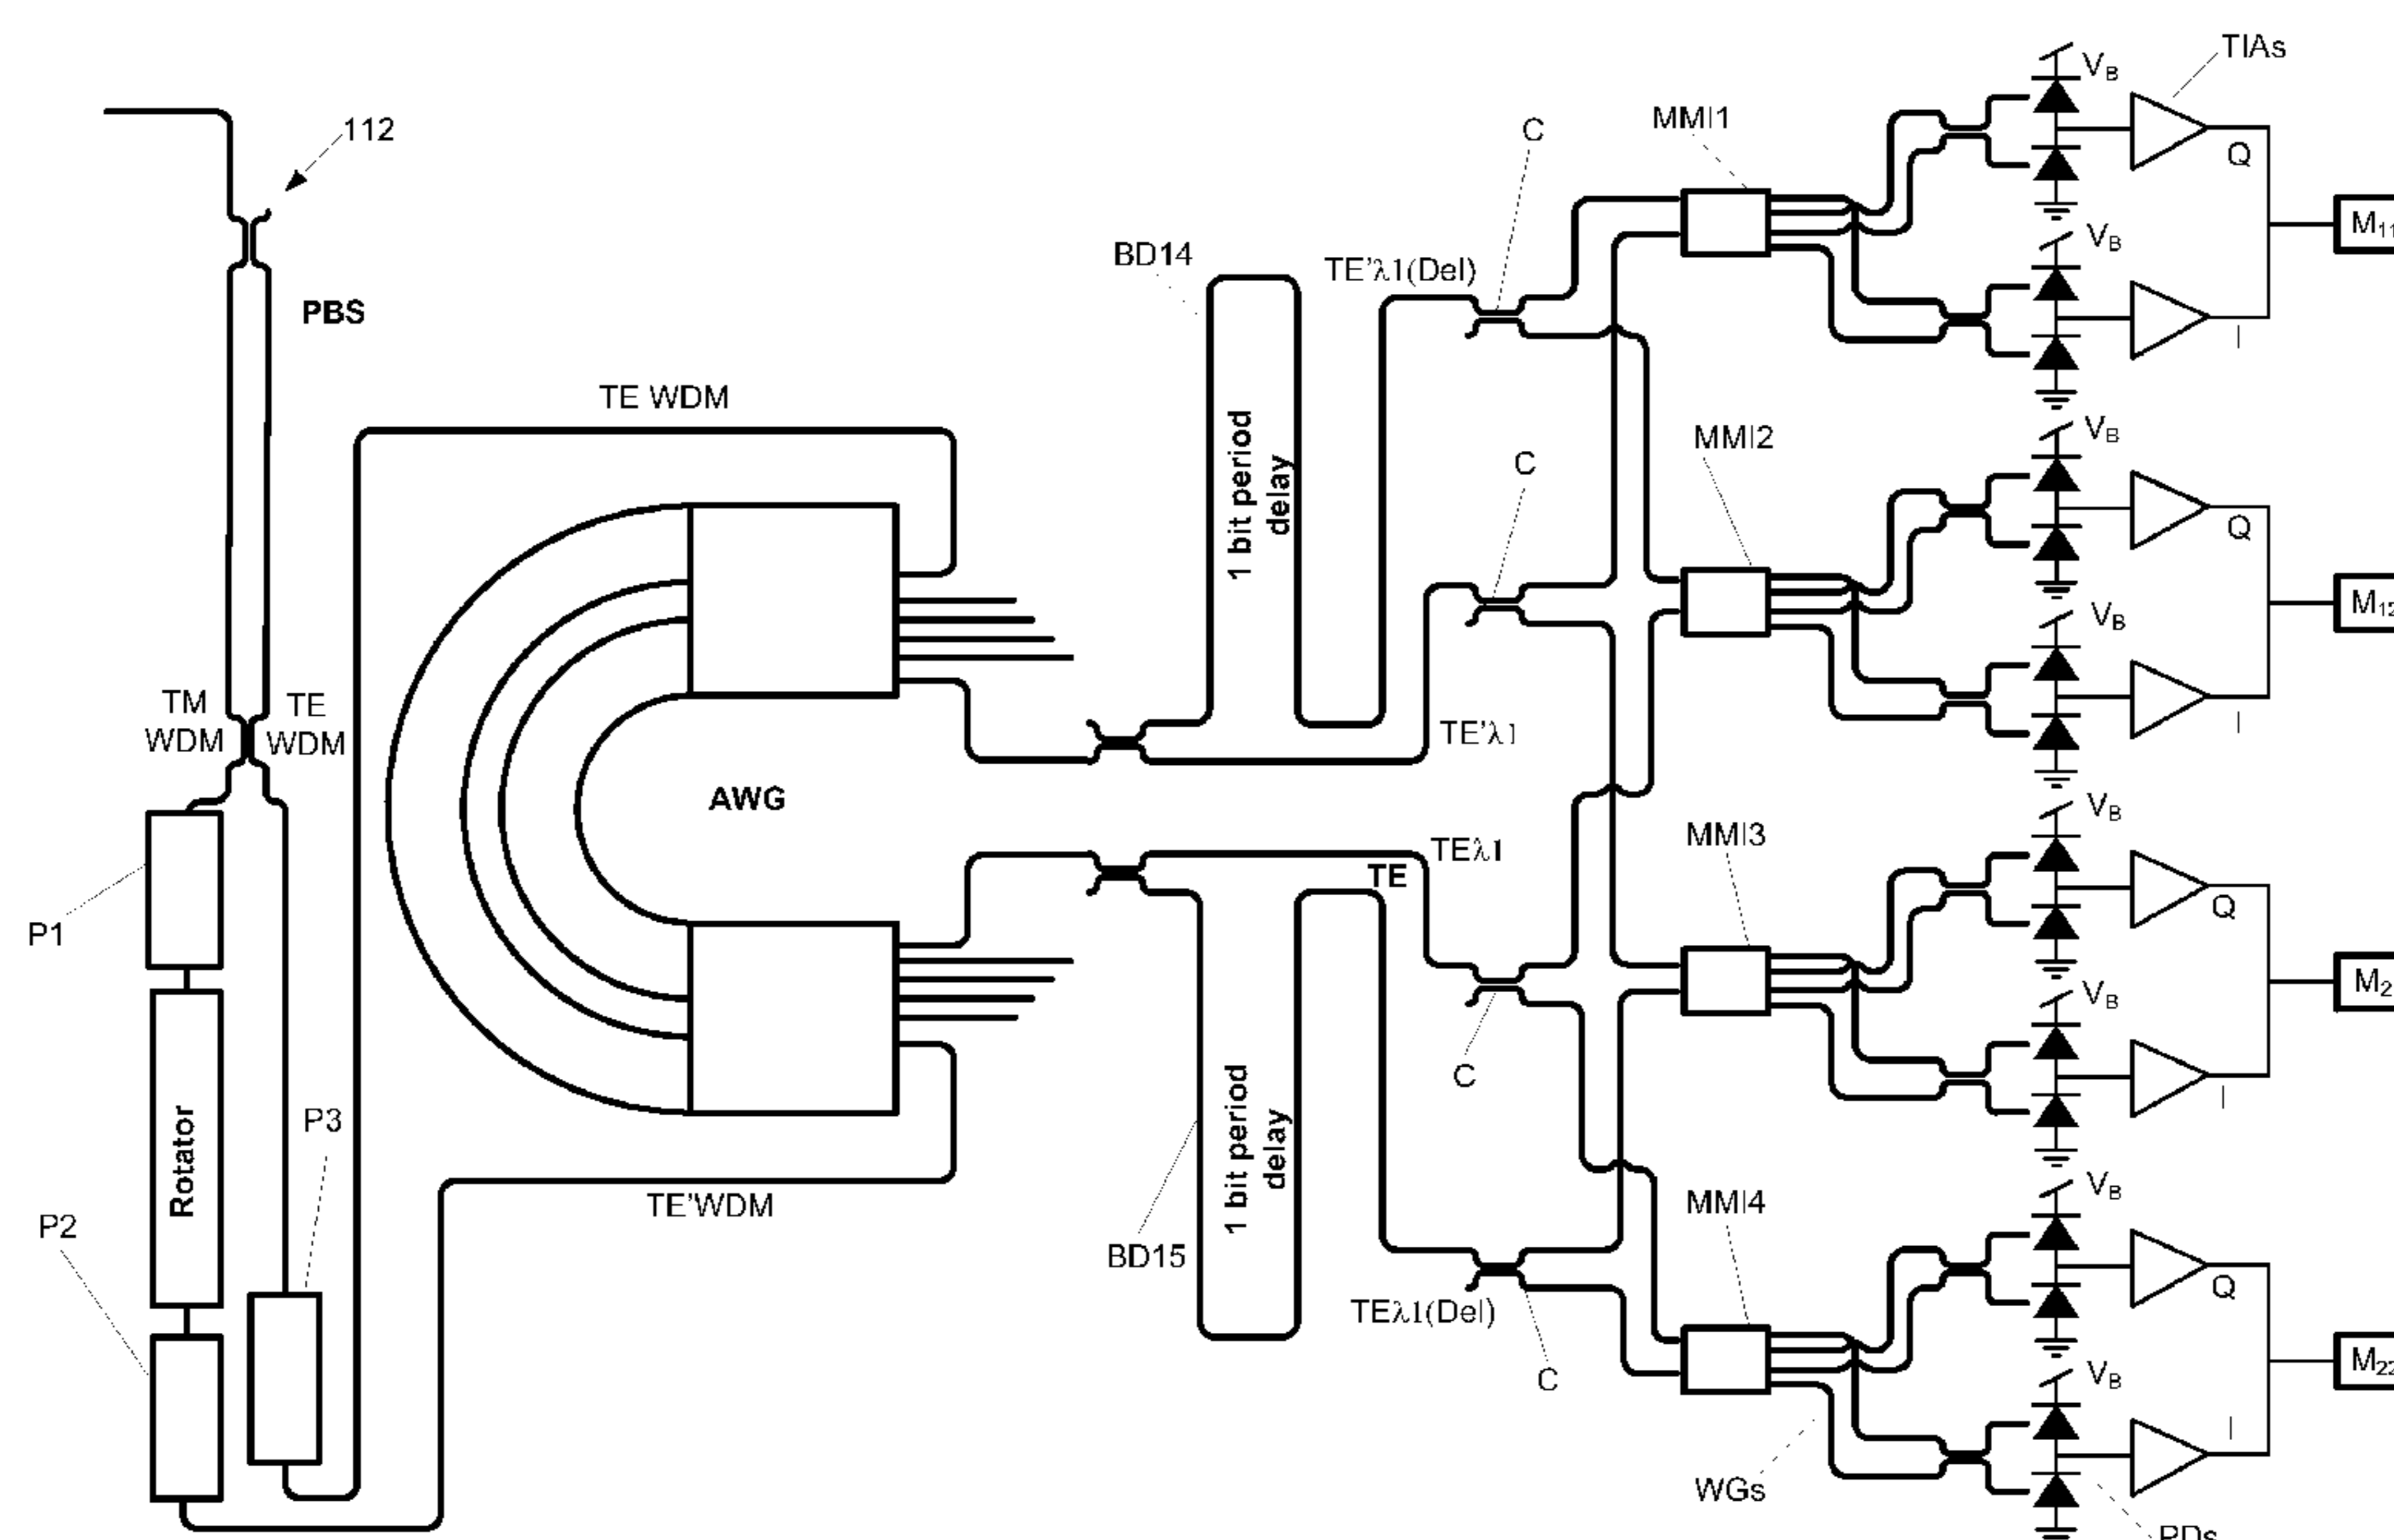 TIAs
VB
112
MMI1
C
Q
M11
BD14
TE'λ1(Del)
VB
PBS
I
TE WDM
1 bit period
delay
C
MMI2
VB
Q
M12
VB
TM
WDM
TE
WDM
TE'λ1
I
AWG
VB
MMI3
TEλ1
TE
P1
Q
M2
VB
C
I
P3
Rotator
1 bit period
delay
TE'WDM
MMI4
VB
P2
BD15
Q
TEλ1(Del)
C
VB
M22
I
WGs
PDs